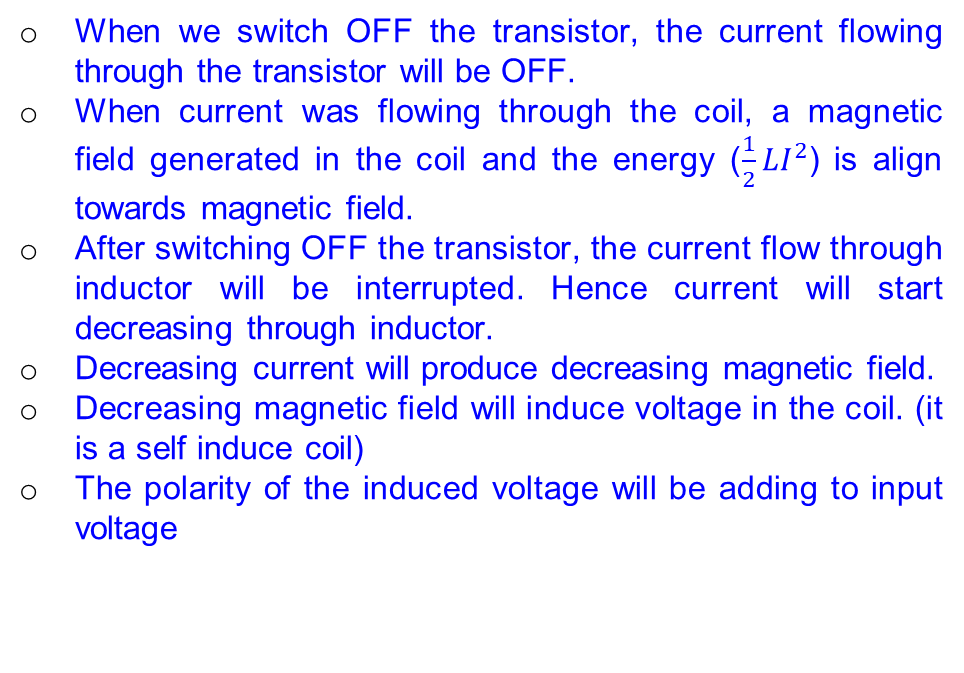 ○ When we switch OFF the transistor, the current flowing
through the transistor will be OFF.
○ When current was flowing through the coil, a magnetic
field generated in the coil and the energy (½ LI²) is align
towards magnetic field.
○ After switching OFF the transistor, the current flow through
inductor will be interrupted. Hence current will start
decreasing through inductor.
○ Decreasing current will produce decreasing magnetic field.
○ Decreasing magnetic field will induce voltage in the coil. (it
is a self induce coil)
○ The polarity of the induced voltage will be adding to input
voltage